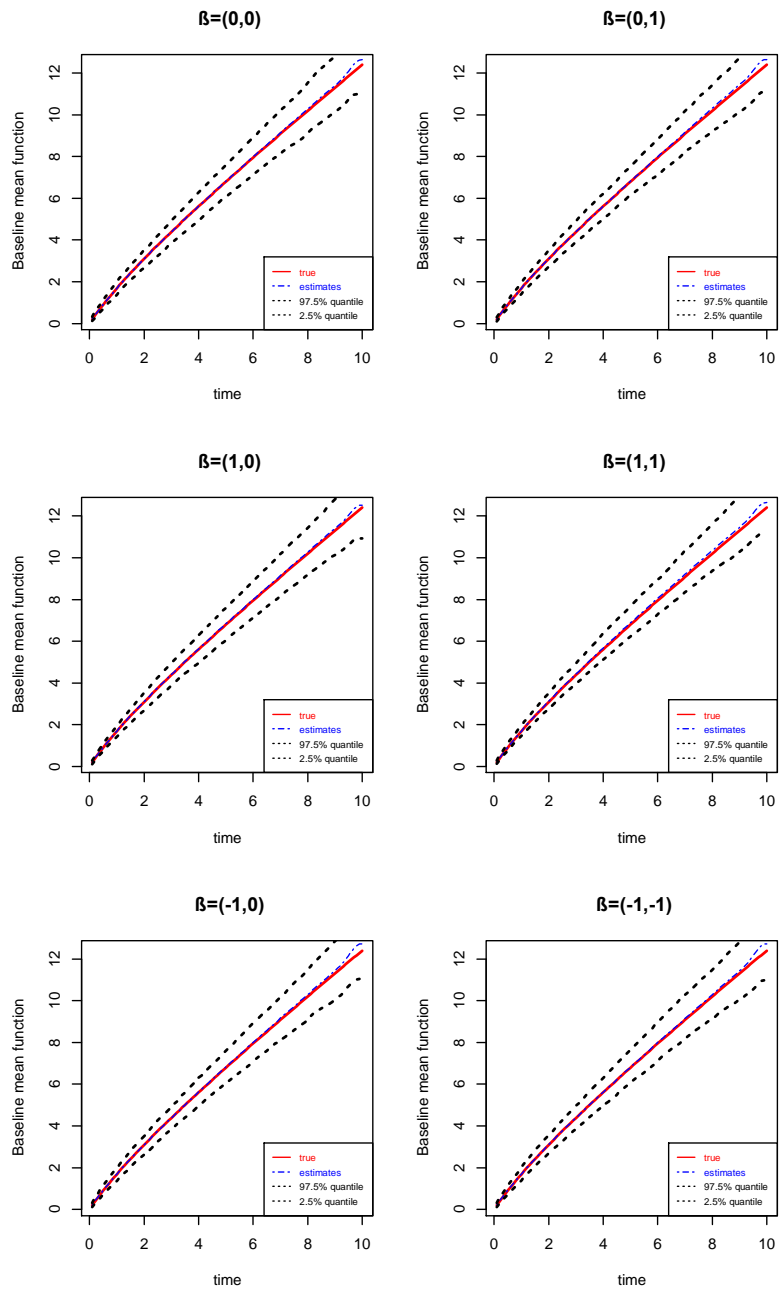 ß=(0,0)
Baseline mean function
12
10
8
6
4
2
0
true
estimates
97.5% quantile
2.5% quantile
0 2 4 6 8 10
time
ß=(0,1)
Baseline mean function
12
10
8
6
4
2
0
true
estimates
97.5% quantile
2.5% quantile
0 2 4 6 8 10
time
ß=(1,0)
Baseline mean function
12
10
8
6
4
2
0
true
estimates
97.5% quantile
2.5% quantile
0 2 4 6 8 10
time
ß=(1,1)
Baseline mean function
12
10
8
6
4
2
0
true
estimates
97.5% quantile
2.5% quantile
0 2 4 6 8 10
time
ß=(-1,0)
Baseline mean function
12
10
8
6
4
2
0
true
estimates
97.5% quantile
2.5% quantile
0 2 4 6 8 10
time
ß=(-1,-1)
Baseline mean function
12
10
8
6
4
2
0
true
estimates
97.5% quantile
2.5% quantile
0 2 4 6 8 10
time